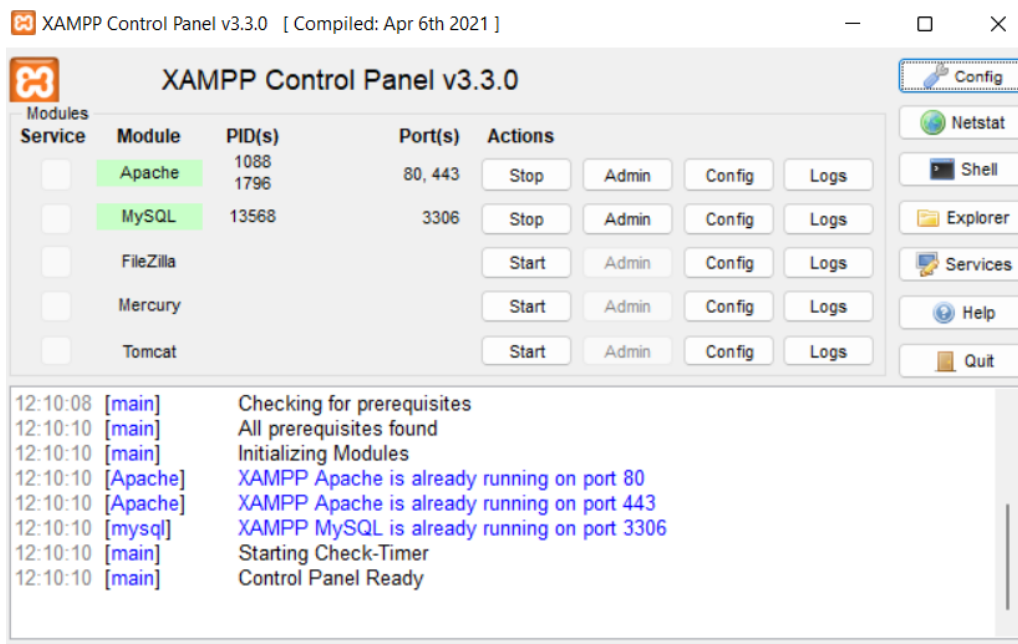 XAMPP Control Panel v3.3.0 [ Compiled: Apr 6th 2021 ]
XAMPP Control Panel v3.3.0
Config
Modules
Service Module PID(s) Port(s) Actions
Netstat
Apache 1088 80, 443 Stop Admin Config Logs
1796
Shell
MySQL 13568 3306 Stop Admin Config Logs
Explorer
FileZilla Start Admin Config Logs
Services
Mercury Start Admin Config Logs
Help
Tomcat Start Admin Config Logs
Quit
12:10:08 [main] Checking for prerequisites
12:10:10 [main] All prerequisites found
12:10:10 [main] Initializing Modules
12:10:10 [Apache] XAMPP Apache is already running on port 80
12:10:10 [Apache] XAMPP Apache is already running on port 443
12:10:10 [mysql] XAMPP MySQL is already running on port 3306
12:10:10 [main] Starting Check-Timer
12:10:10 [main] Control Panel Ready